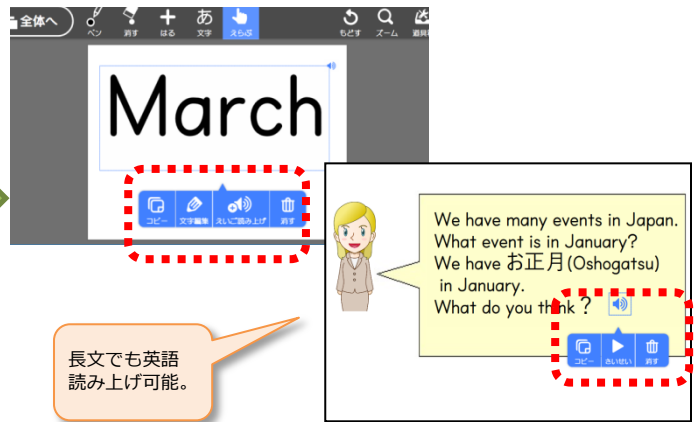 全体へ
ペン
消す
はる
あ
文字
えらぶ
もどす
ズーム
道具
March
コピー
文字編集
えいご読み上げ
消す
We have many events in Japan.
What event is in January?
We have お正月(Oshogatsu)
in January.
What do you think ?
コピー
さいせい
消す
長文でも英語
読み上げ可能。